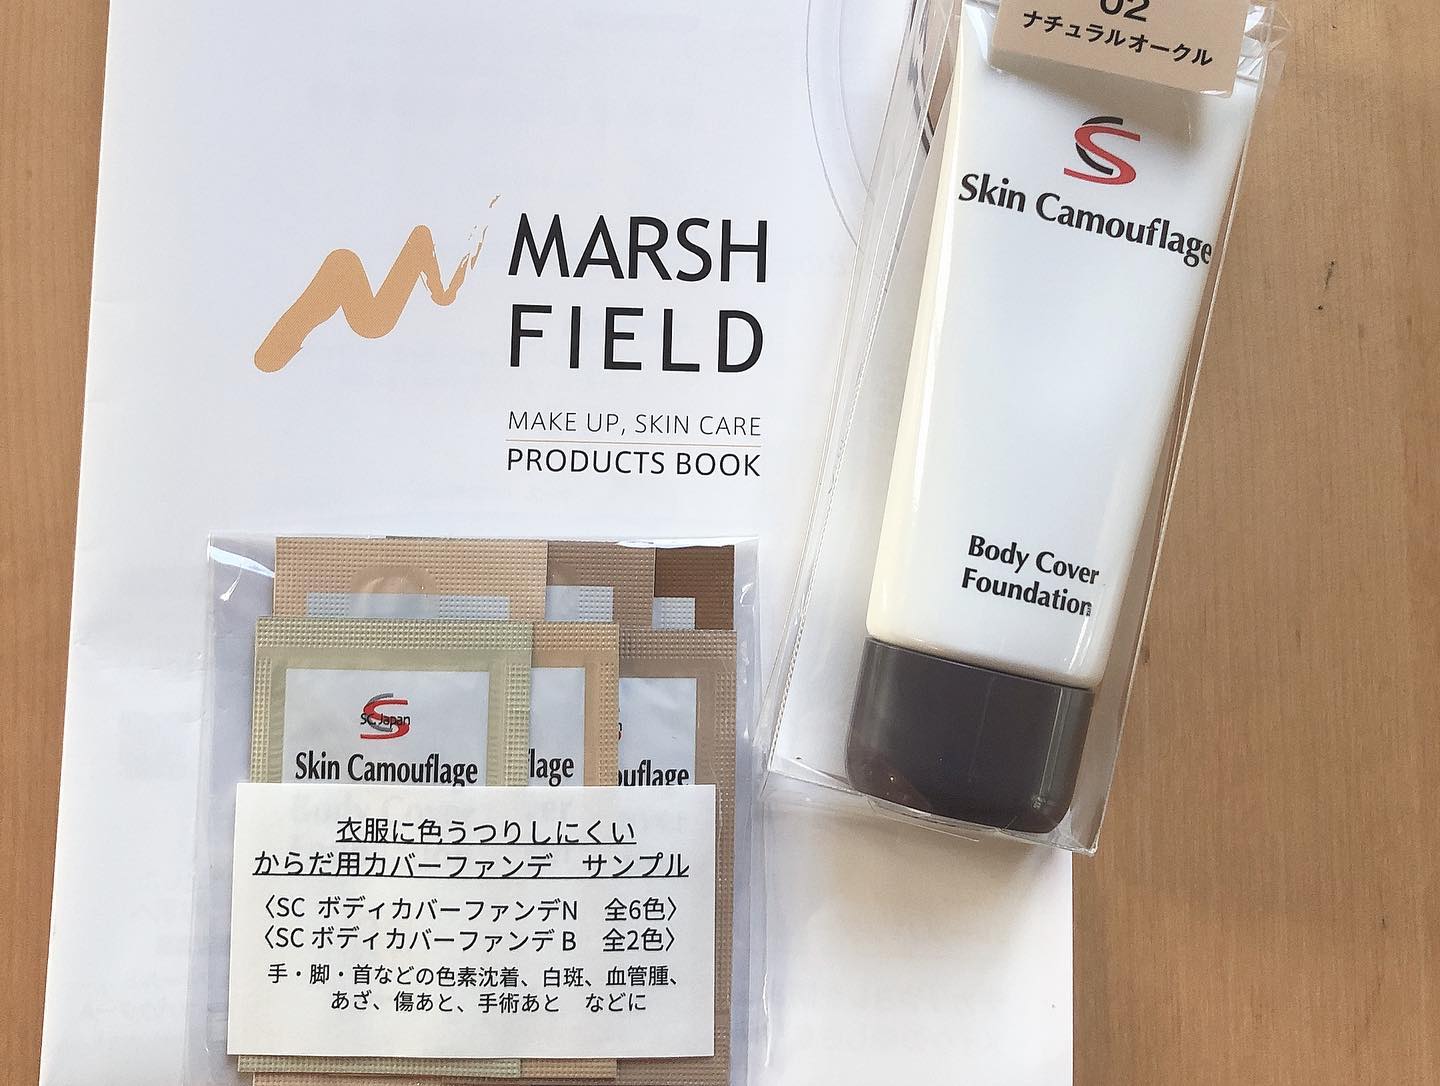 02
ナチュラルオークル
Skin Camouflage
Body Cover
Foundation
MARSH
FIELD
MAKE UP, SKIN CARE
PRODUCTS BOOK
SC Japan
Skin Camouflage
衣服に色うつりしにくい
からだ用カバーファンデ サンプル
〈SC ボディカバーファンデN 全6色〉
〈SC ボディカバーファンデ B 全2色〉
手・脚・首などの色素沈着、白斑、血管腫、
あざ、傷あと、手術あと などに